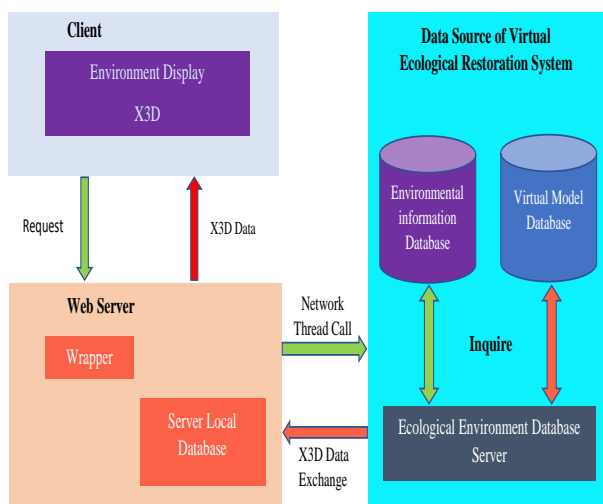 Client
Environment Display
X3D
Request
X3D Data
Web Server
Wrapper
Server Local
Database
Network
Thread Call
X3D Data
Exchange
Data Source of Virtual
Ecological Restoration System
Environmental
information
Database
Virtual Model
Database
Inquire
Ecological Environment Database
Server